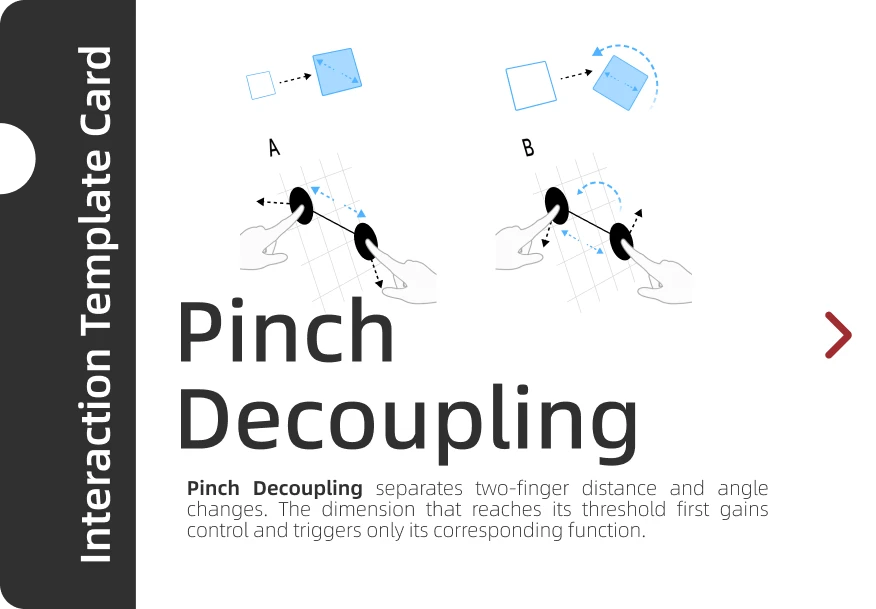 Interaction Template Card
A
B
Pinch
Decoupling
Pinch Decoupling separates two-finger distance and angle
changes. The dimension that reaches its threshold first gains
control and triggers only its corresponding function.